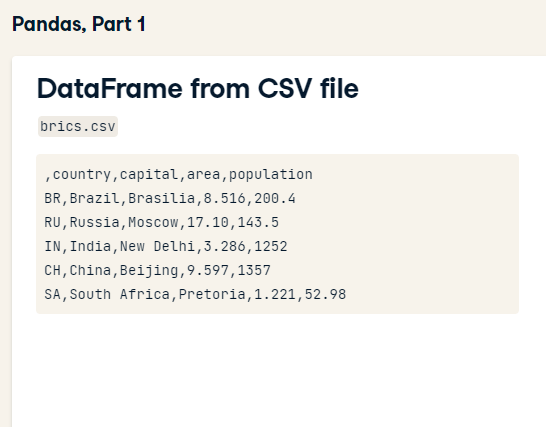 Pandas, Part 1
DataFrame from CSV file
brics.csv
,country,capital,area,population
BR,Brazil,Brasilia,8.516,200.4
RU,Russia,Moscow,17.10,143.5
IN,India,New Delhi,3.286,1252
CH,China,Beijing,9.597,1357
SA,South Africa,Pretoria,1.221,52.98